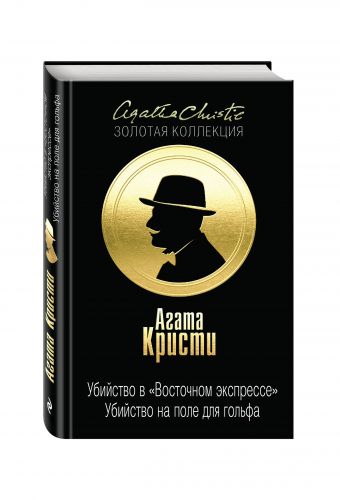 Agatha Christie
ЗОЛОТАЯ КОЛЛЕКЦИЯ
Агата
Кристи
Убийство в «Восточном экспрессе»
Убийство на поле для гольфа
Агата Кристи
Убийство на поле для гольфа